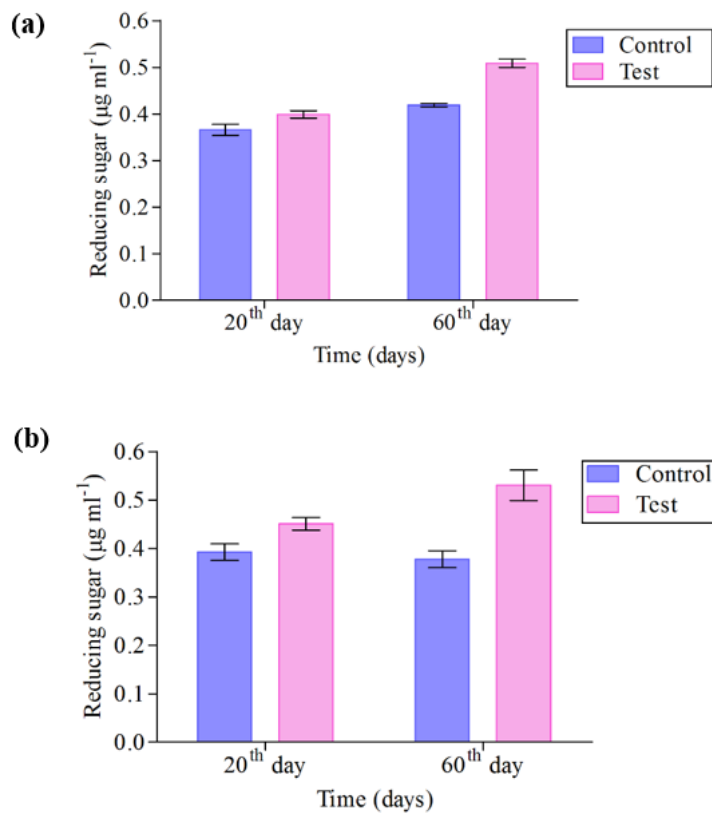 (a)
Reducing sugar (µg ml⁻¹)
0.6
0.5
0.4
0.3
0.2
0.1
0.0
20ᵗʰ day
60ᵗʰ day
Time (days)
Control
Test
(b)
Reducing sugar (µg ml⁻¹)
0.6
0.5
0.4
0.3
0.2
0.1
0.0
20ᵗʰ day
60ᵗʰ day
Time (days)
Control
Test